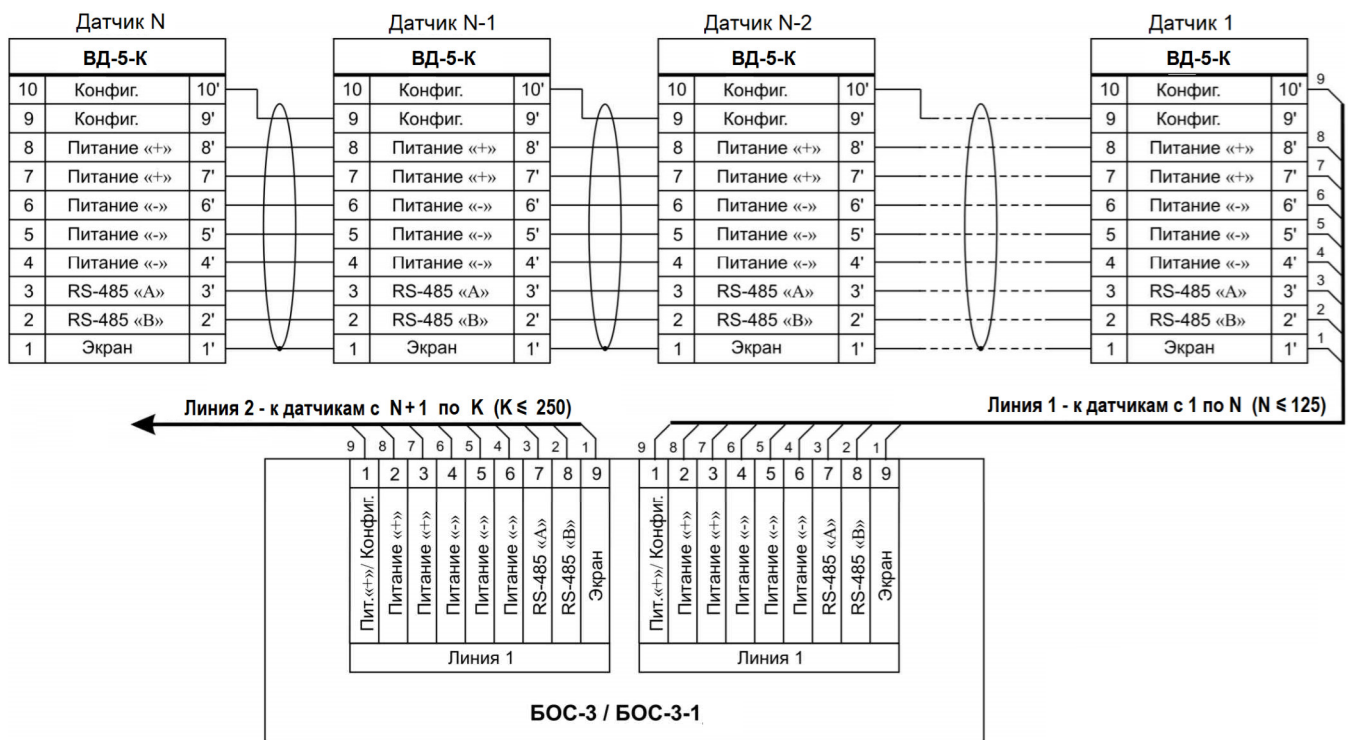 Датчик N
Датчик N-1
Датчик N-2
Датчик 1
ВД-5-К
ВД-5-К
ВД-5-К
ВД-5-К
10 Конфиг. 10' 10 Конфиг. 10' 10 Конфиг. 10' 10 Конфиг. 10' 9
9 Конфиг. 9' 9 Конфиг. 9' 9 Конфиг. 9' 9 Конфиг. 9'
8 Питание «+» 8' 8 Питание «+» 8' 8 Питание «+» 8' 8 Питание «+» 8' 8
7 Питание «+» 7' 7 Питание «+» 7' 7 Питание «+» 7' 7 Питание «+» 7' 7
6 Питание «-» 6' 6 Питание «-» 6' 6 Питание «-» 6' 6 Питание «-» 6' 6
5 Питание «-» 5' 5 Питание «-» 5' 5 Питание «-» 5' 5 Питание «-» 5' 5
4 Питание «-» 4' 4 Питание «-» 4' 4 Питание «-» 4' 4 Питание «-» 4' 4
3 RS-485 «A» 3' 3 RS-485 «A» 3' 3 RS-485 «A» 3' 3 RS-485 «A» 3' 3
2 RS-485 «B» 2' 2 RS-485 «B» 2' 2 RS-485 «B» 2' 2 RS-485 «B» 2' 2
1 Экран 1' 1 Экран 1' 1 Экран 1' 1 Экран 1' 1
Линия 2 - к датчикам с N+1 по K (K ≤ 250)
Линия 1 - к датчикам с 1 по N (N ≤ 125)
9 8 7 6 5 4 3 2 1
9 8 7 6 5 4 3 2 1
1 2 3 4 5 6 7 8 9
1 2 3 4 5 6 7 8 9
Пит.«+»/ Конфиг.
Питание «+»
Питание «+»
Питание «-»
Питание «-»
Питание «-»
RS-485 «A»
RS-485 «B»
Экран
Пит.«+»/ Конфиг.
Питание «+»
Питание «+»
Питание «-»
Питание «-»
Питание «-»
RS-485 «A»
RS-485 «B»
Экран
Линия 1
Линия 1
БОС-3 / БОС-3-1